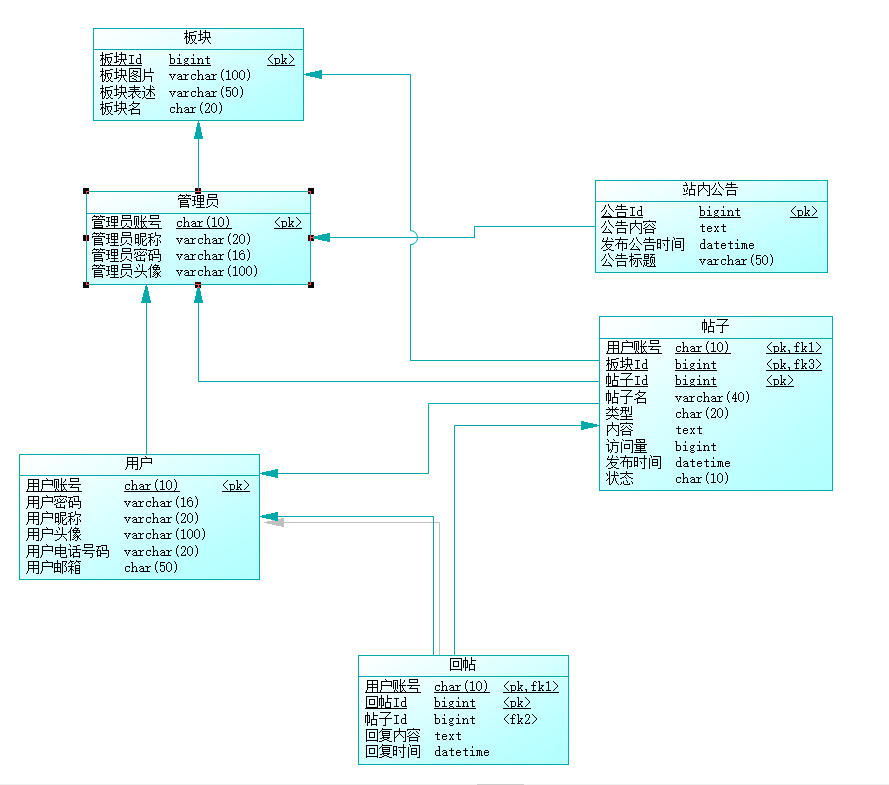 板块
板块Id bigint <pk>
板块图片 varchar(100)
板块表述 varchar(50)
板块名 char(20)
管理员
管理员账号 char(10) <pk>
管理员昵称 varchar(20)
管理员密码 varchar(16)
管理员头像 varchar(100)
站内公告
公告Id bigint <pk>
公告内容 text
发布公告时间 datetime
公告标题 varchar(50)
帖子
用户账号 char(10) <pk,fk1>
板块Id bigint <pk,fk3>
帖子Id bigint <pk>
帖子名 varchar(40)
类型 char(20)
内容 text
访问量 bigint
发布时间 datetime
状态 char(10)
用户
用户账号 char(10) <pk>
用户密码 varchar(16)
用户昵称 varchar(20)
用户头像 varchar(100)
用户电话号码 varchar(20)
用户邮箱 char(50)
回帖
用户账号 char(10) <pk,fk1>
回帖Id bigint <pk>
帖子Id bigint <fk2>
回复内容 text
回复时间 datetime